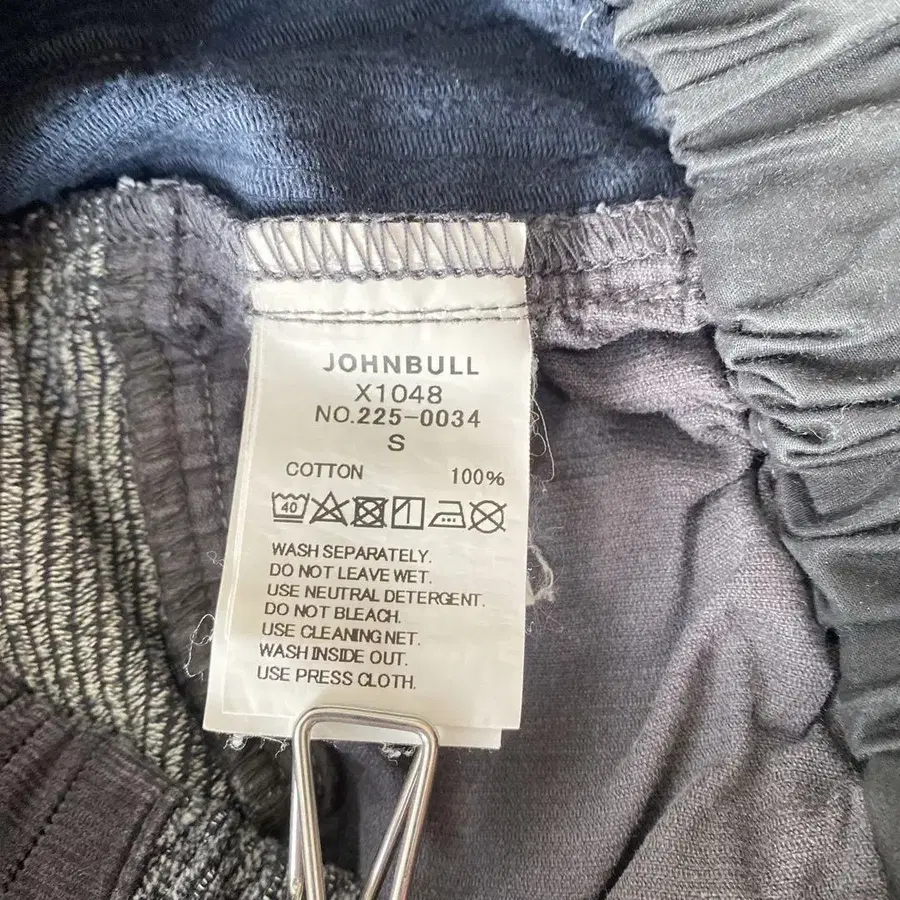 JOHNBULL
X1048
NO.225-0034
S
COTTON 100%
40
WASH SEPARATELY.
DO NOT LEAVE WET.
USE NEUTRAL DETERGENT.
DO NOT BLEACH.
USE CLEANING NET.
WASH INSIDE OUT.
USE PRESS CLOTH.